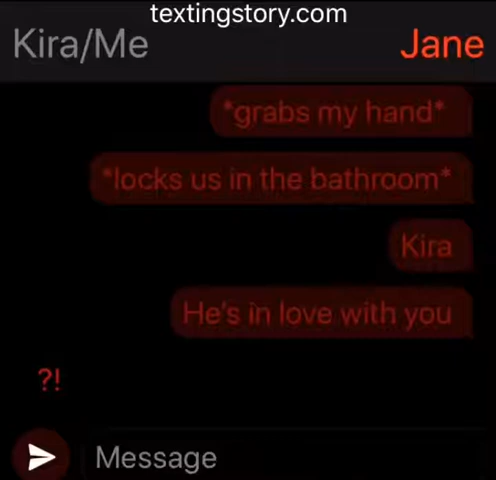 textingstory.com
Kira/Me
Jane
*grabs my hand*
*locks us in the bathroom*
Kira
He's in love with you
?!
Message